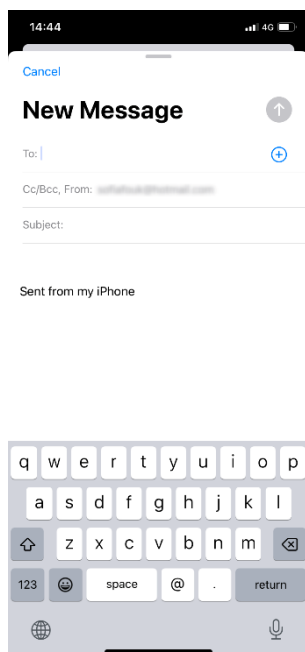 14:44
4G
Cancel
New Message
To:
Cc/Bcc, From:
Subject:
Sent from my iPhone
q w e r t y u i o p
a s d f g h j k l
z x c v b n m
123 space @ . return